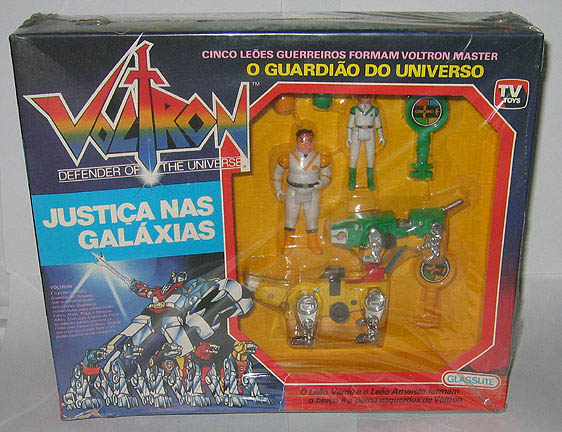 CINCO LEÕES GUERREIROS FORMAM VOLTRON MASTER
O GUARDIÃO DO UNIVERSO
VOLTRON
TM
DEFENDER OF THE UNIVERSE
TV
TOYS
JUSTIÇA NAS
GALÁXIAS
VOLTRON
GLASSLITE
O Leão Verde e o Leão Amarelo formam
o braço e a perna esquerdos de Voltron